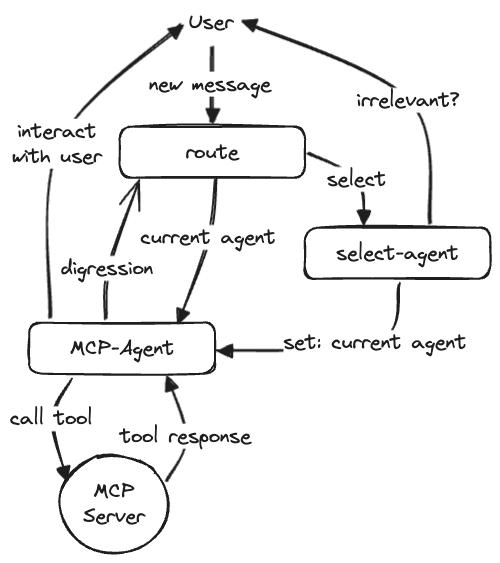 User
new message
irrelevant?
interact
with user
route
select
current agent
select-agent
digression
MCP-Agent
set: current agent
call tool
tool response
MCP
Server